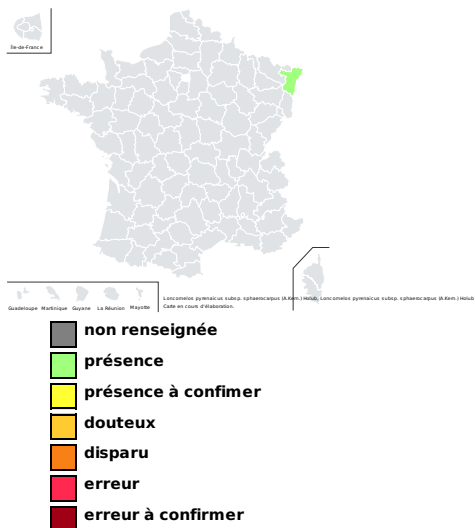 Île-de-France
Guadeloupe Martinique Guyane La Réunion Mayotte
Loncomelos pyrenaicus subsp. sphaerocarpus (A.Kern.) Holub, Loncomelos pyrenaicus subsp. sphaerocarpus (A.Kern.) Holub
Carte en cours d'élaboration.
non renseignée
présence
présence à confimer
douteux
disparu
erreur
erreur à confirmer